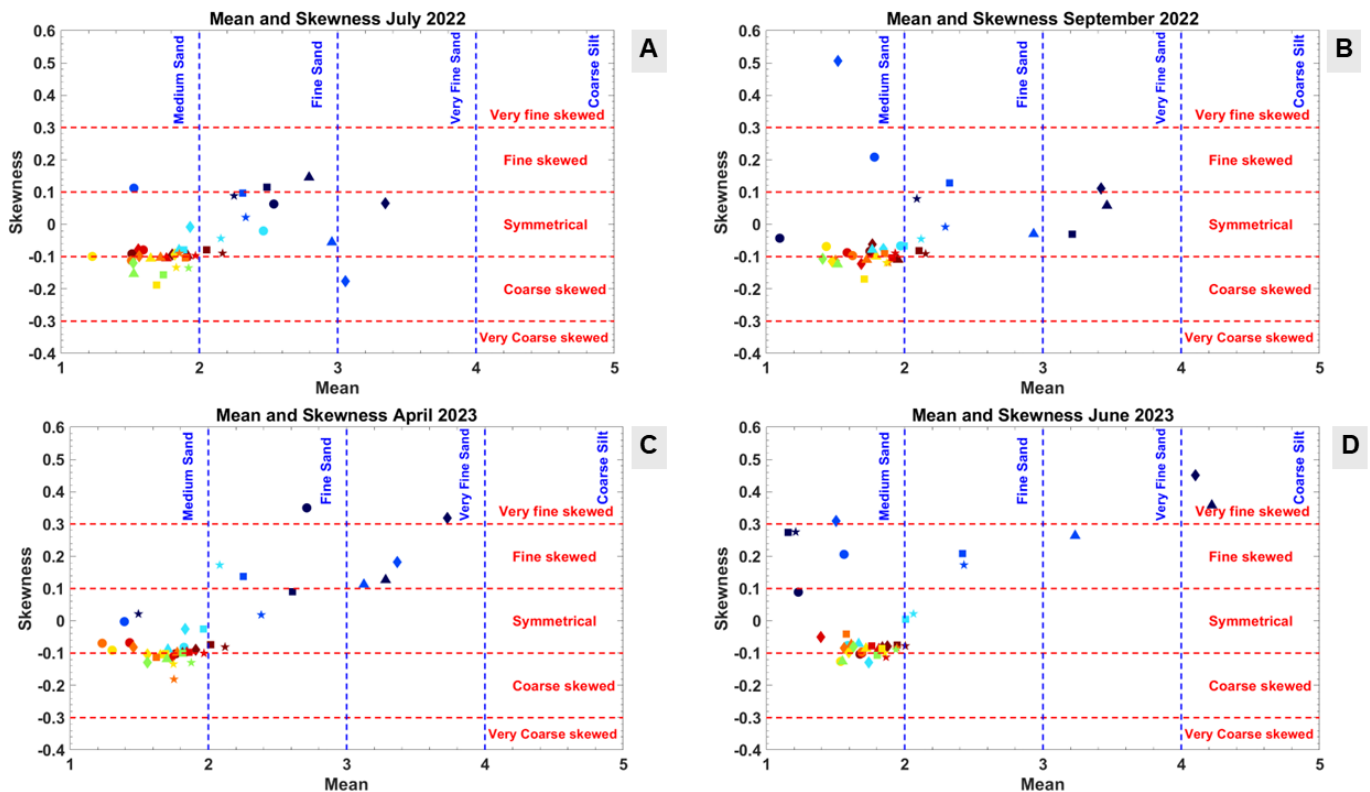 Mean and Skewness July 2022
A
0.6
0.5
0.4
0.3
0.2
0.1
0
-0.1
-0.2
-0.3
-0.4
Skewness
Medium Sand
Fine Sand
Very Fine Sand
Coarse Silt
Very fine skewed
Fine skewed
Symmetrical
Coarse skewed
Very Coarse skewed
1 2 3 4 5
Mean
Mean and Skewness September 2022
B
0.6
0.5
0.4
0.3
0.2
0.1
0
-0.1
-0.2
-0.3
-0.4
Skewness
Medium Sand
Fine Sand
Very Fine Sand
Coarse Silt
Very fine skewed
Fine skewed
Symmetrical
Coarse skewed
Very Coarse skewed
1 2 3 4 5
Mean
Mean and Skewness April 2023
C
0.6
0.5
0.4
0.3
0.2
0.1
0
-0.1
-0.2
-0.3
-0.4
Skewness
Medium Sand
Fine Sand
Very Fine Sand
Coarse Silt
Very fine skewed
Fine skewed
Symmetrical
Coarse skewed
Very Coarse skewed
1 2 3 4 5
Mean
Mean and Skewness June 2023
D
0.6
0.5
0.4
0.3
0.2
0.1
0
-0.1
-0.2
-0.3
-0.4
Skewness
Medium Sand
Fine Sand
Very Fine Sand
Coarse Silt
Very fine skewed
Fine skewed
Symmetrical
Coarse skewed
Very Coarse skewed
1 2 3 4 5
Mean